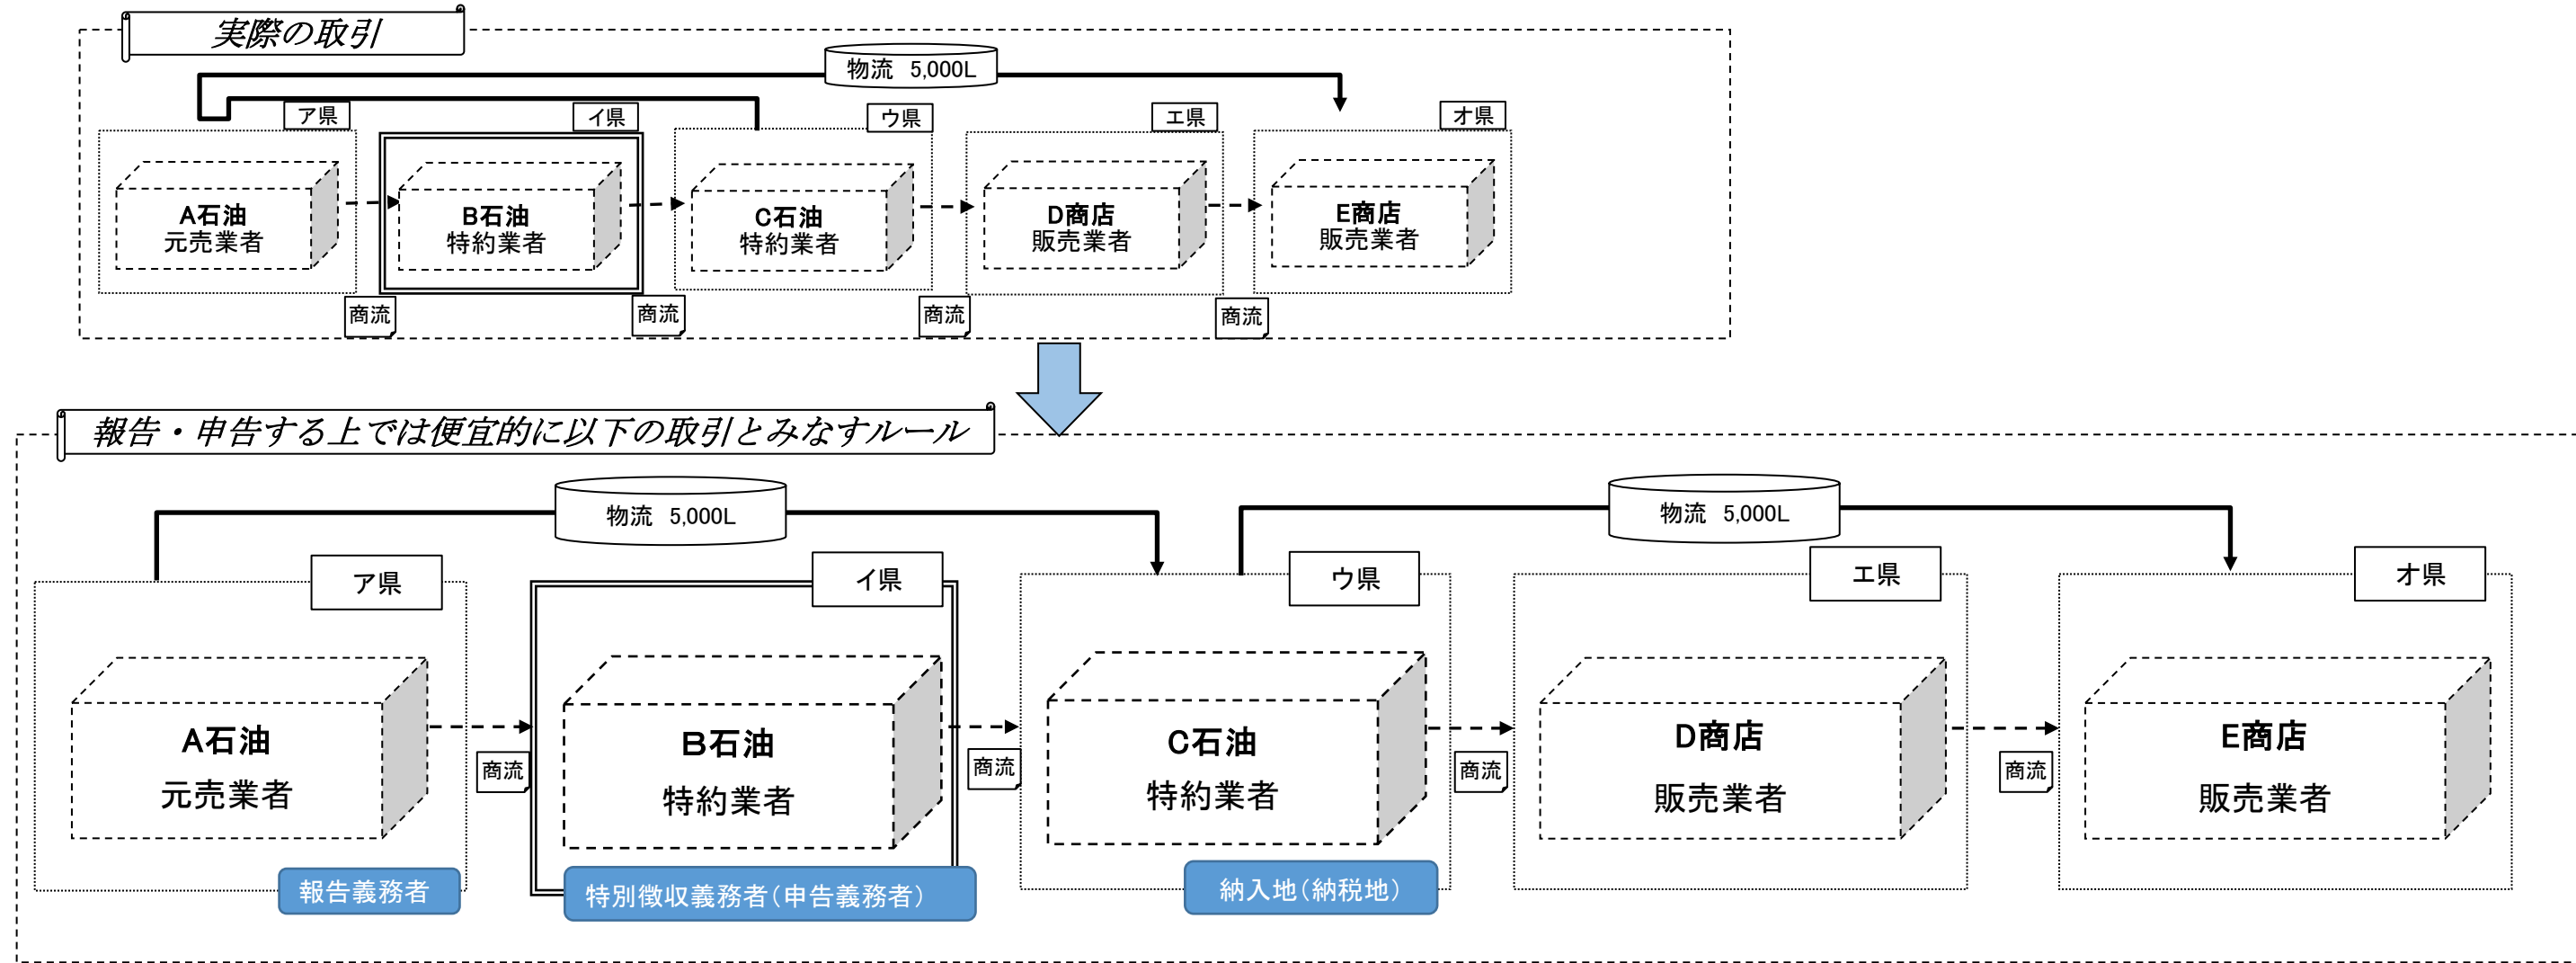 実際の取引
物流 5,000L
ア県
イ県
ウ県
エ県
オ県
A石油
元売業者
B石油
特約業者
C石油
特約業者
D商店
販売業者
E商店
販売業者
商流
商流
商流
商流
報告・申告する上では便宜的に以下の取引とみなすルール
物流 5,000L
物流 5,000L
ア県
イ県
ウ県
エ県
オ県
A石油
元売業者
B石油
特約業者
C石油
特約業者
D商店
販売業者
E商店
販売業者
商流
商流
商流
商流
報告義務者
特別徴収義務者(申告義務者)
納入地(納税地)